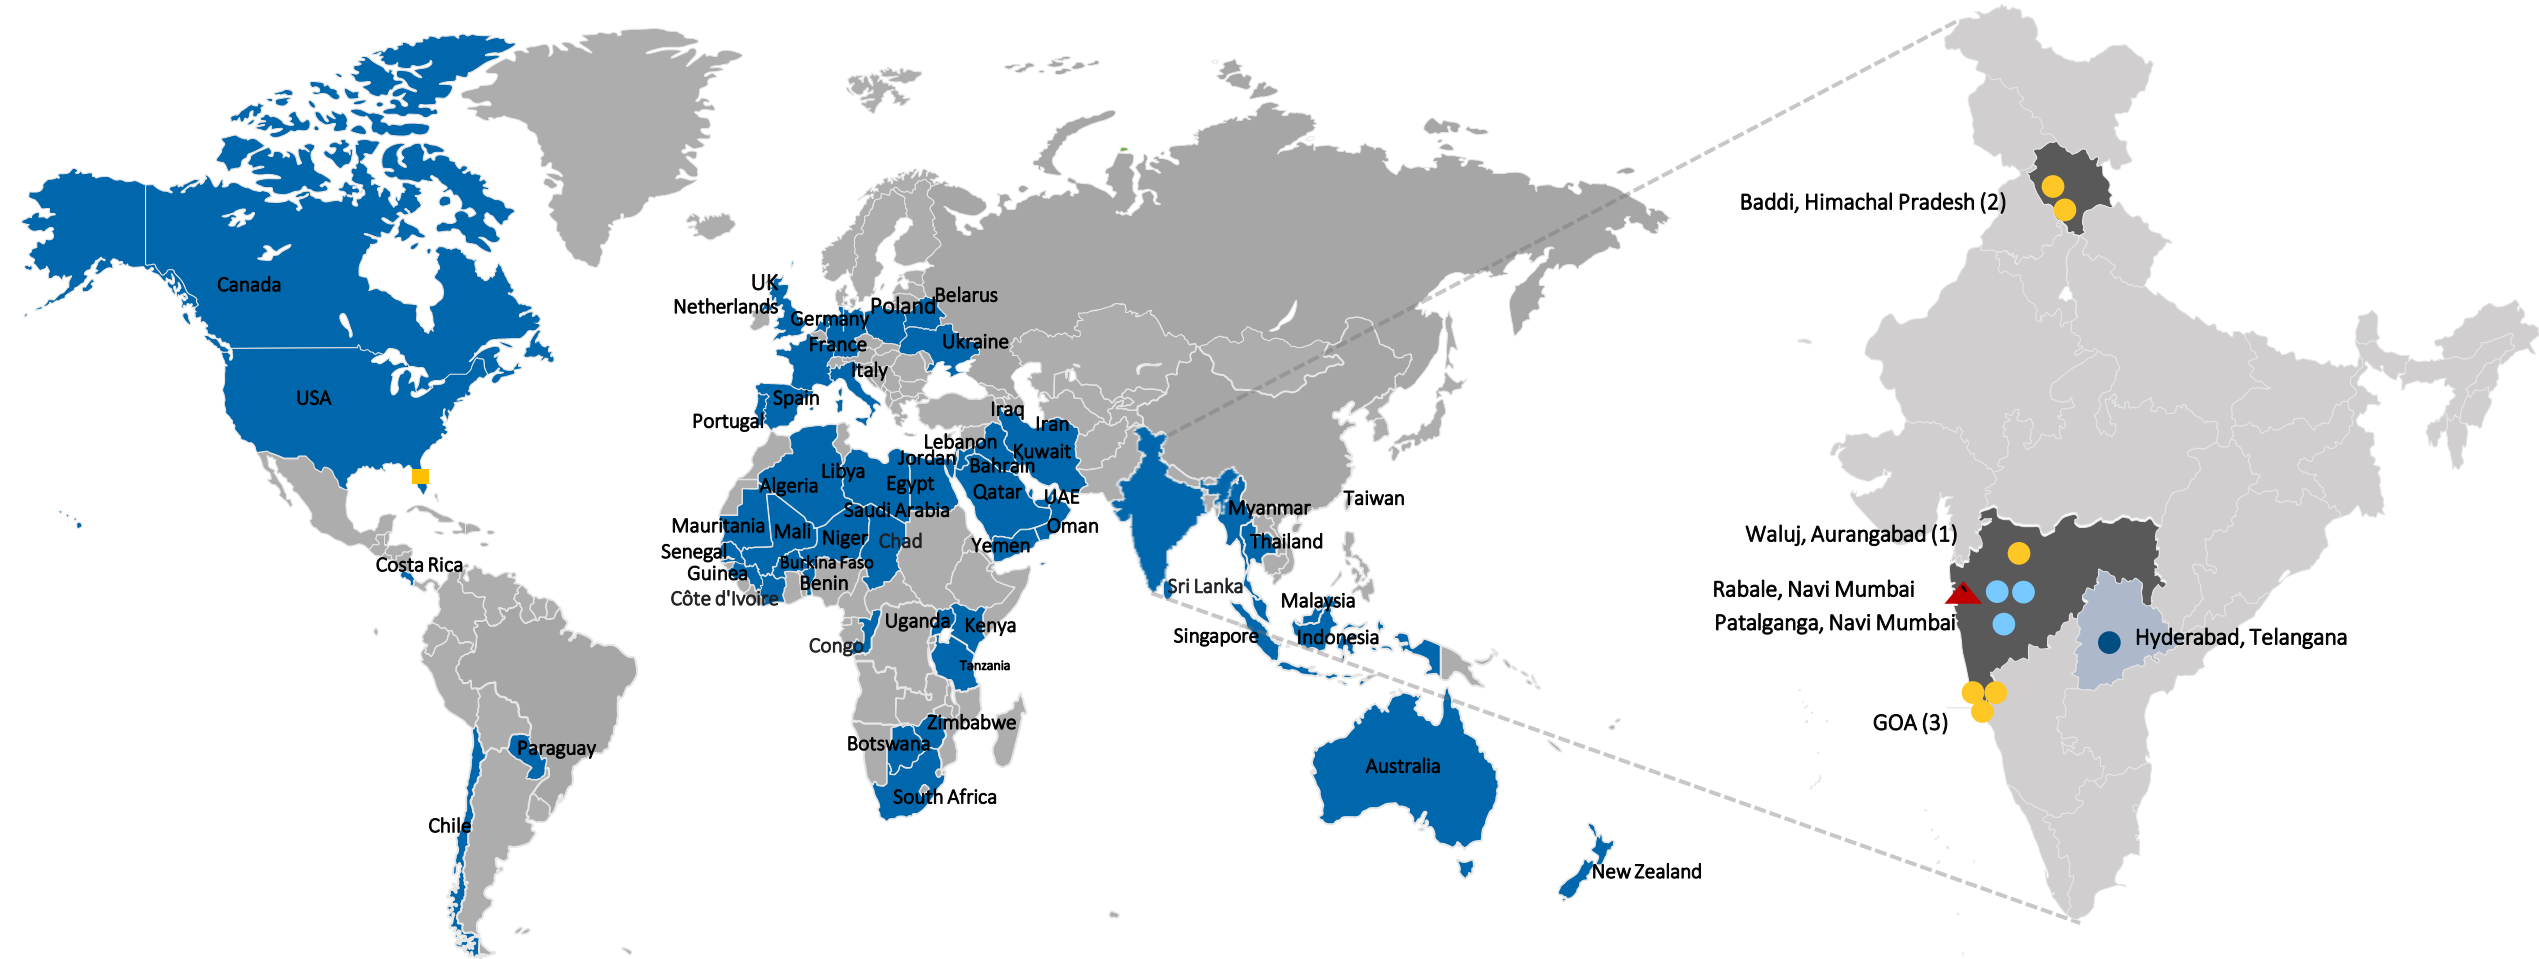 Canada
USA
Costa Rica
Paraguay
Chile
UK
Netherlands
Belarus
Poland
Germany
Ukraine
France
Italy
Spain
Portugal
Iraq
Iran
Lebanon
Kuwait
Jordan
Bahrain
Libya
Egypt
Algeria
Qatar
UAE
Saudi Arabia
Oman
Mauritania
Mali
Niger
Chad
Yemen
Senegal
Burkina Faso
Guinea
Benin
Côte d'Ivoire
Uganda
Kenya
Congo
Tanzania
Zimbabwe
Botswana
South Africa
Taiwan
Myanmar
Thailand
Sri Lanka
Malaysia
Singapore
Indonesia
Australia
New Zealand
Baddi, Himachal Pradesh (2)
Waluj, Aurangabad (1)
Rabale, Navi Mumbai
Patalganga, Navi Mumbai
Hyderabad, Telangana
GOA (3)